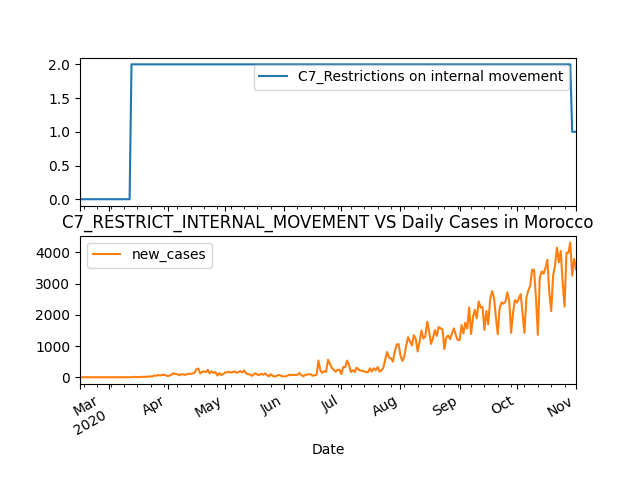 2.0
C7_Restrictions on internal movement
1.5
1.0
0.5
0.0
C7_RESTRICT_INTERNAL_MOVEMENT VS Daily Cases in Morocco
4000
new_cases
3000
2000
1000
0
Mar
2020
Apr
May
Jun
Jul
Aug
Sep
Oct
Nov
Date